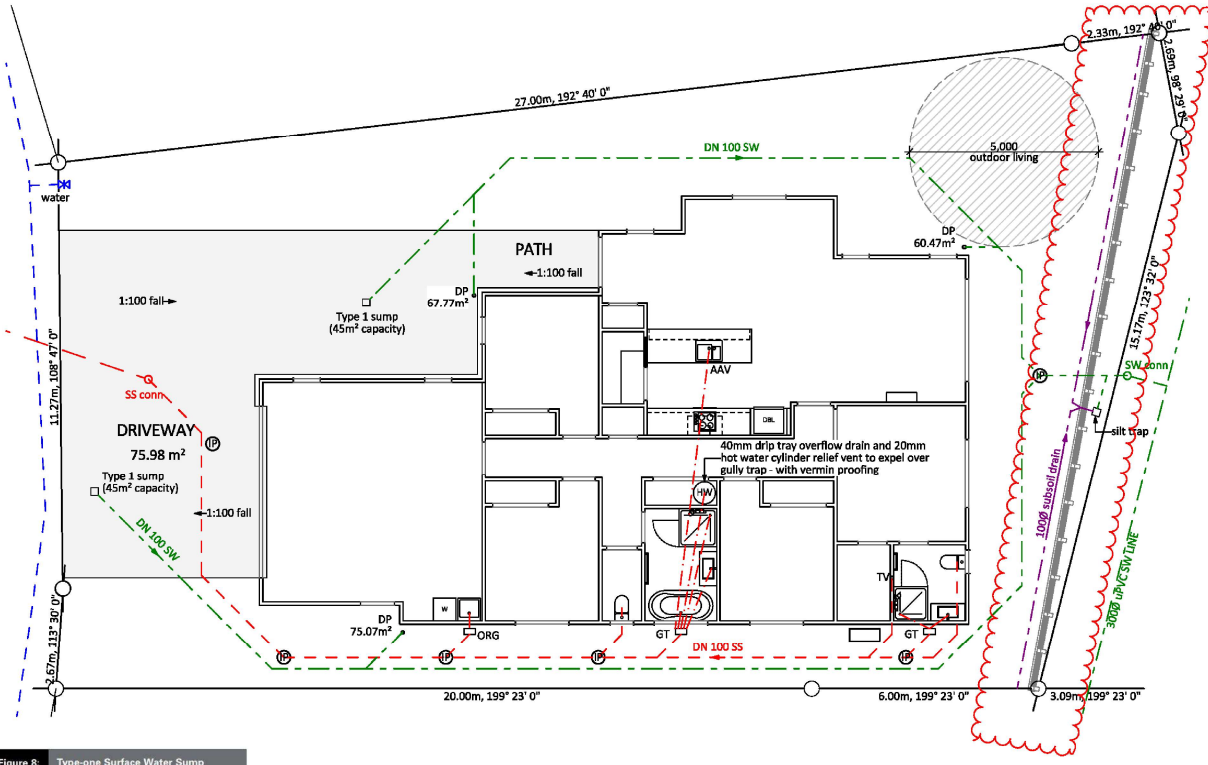 2.33m, 192° 40' 0"
2.69m, 98° 29' 0"
27.00m, 192° 40' 0"
DN 100 SW
5,000
outdoor living
water
DP
60.47m²
PATH
1:100 fall
DP
67.77m²
1:100 fall
Type 1 sump
(45m² capacity)
15.17m, 123° 32' 0"
11.27m, 108° 47' 0"
SS conn
AAV
SW conn
IP
DRIVEWAY
75.98 m²
IP
DBL
silt trap
40mm drip tray overflow drain and 20mm
hot water cylinder relief vent to expel over
gully trap - with vermin proofing
Type 1 sump
(45m² capacity)
HW
1:100 fall
DN 100 SW
100Ø subsoil drain
300Ø uPVC SW LINE
TV
W
DP
75.07m²
ORG
GT
GT
DN 100 SS
IP
IP
IP
IP
2.67m, 113° 30' 0"
20.00m, 199° 23' 0"
6.00m, 199° 23' 0"
3.09m, 199° 23' 0"
Figure 8:
Type-one Surface Water Sump